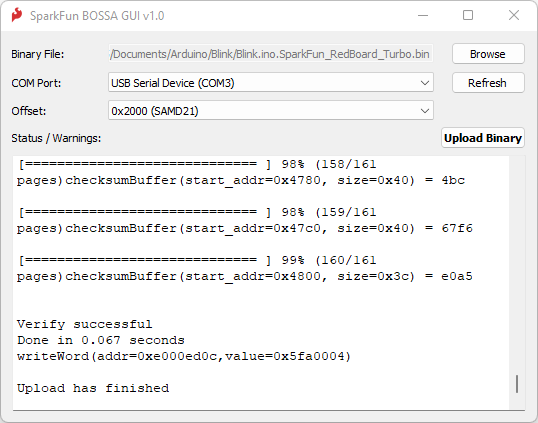 SparkFun BOSSA GUI v1.0
Binary File: /Documents/Arduino/Blink/Blink.ino.SparkFun_RedBoard_Turbo.bin Browse
COM Port: USB Serial Device (COM3) Refresh
Offset: 0x2000 (SAMD21)
Status / Warnings: Upload Binary
[============================= ] 98% (158/161
pages)checksumBuffer(start_addr=0x4780, size=0x40) = 4bc
[============================= ] 98% (159/161
pages)checksumBuffer(start_addr=0x47c0, size=0x40) = 67f6
[============================= ] 99% (160/161
pages)checksumBuffer(start_addr=0x4800, size=0x3c) = e0a5
Verify successful
Done in 0.067 seconds
writeWord(addr=0xe000ed0c,value=0x5fa0004)
Upload has finished